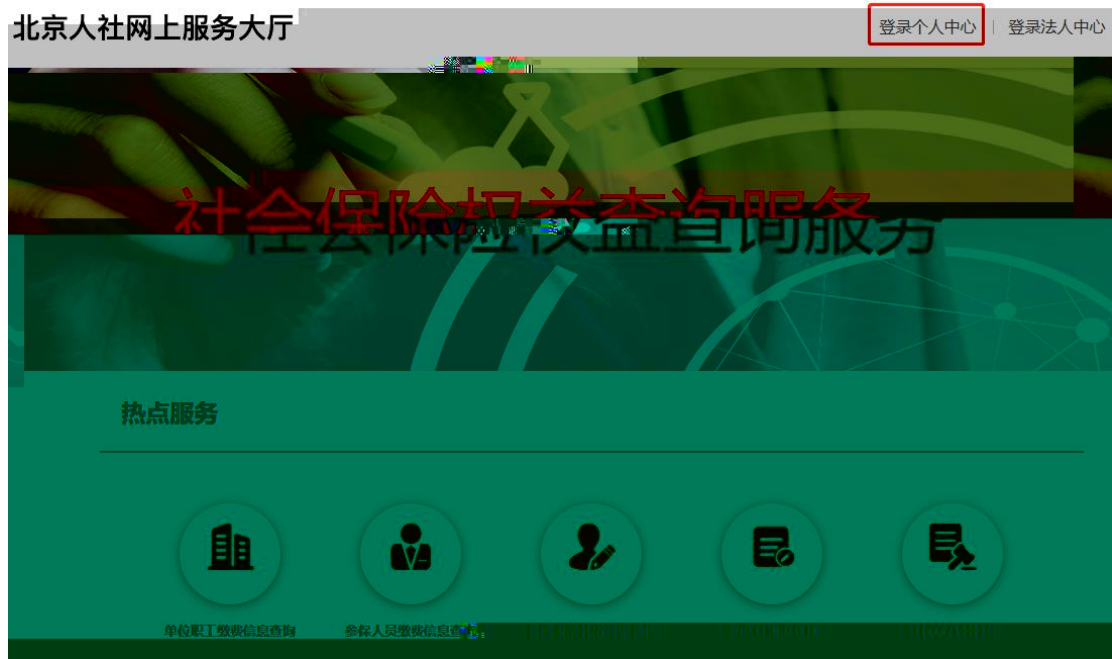 北京人社网上服务大厅
登录个人中心 | 登录法人中心
社会保险权益查询服务
热点服务
单位职工缴费信息查询
参保人员缴费信息查询